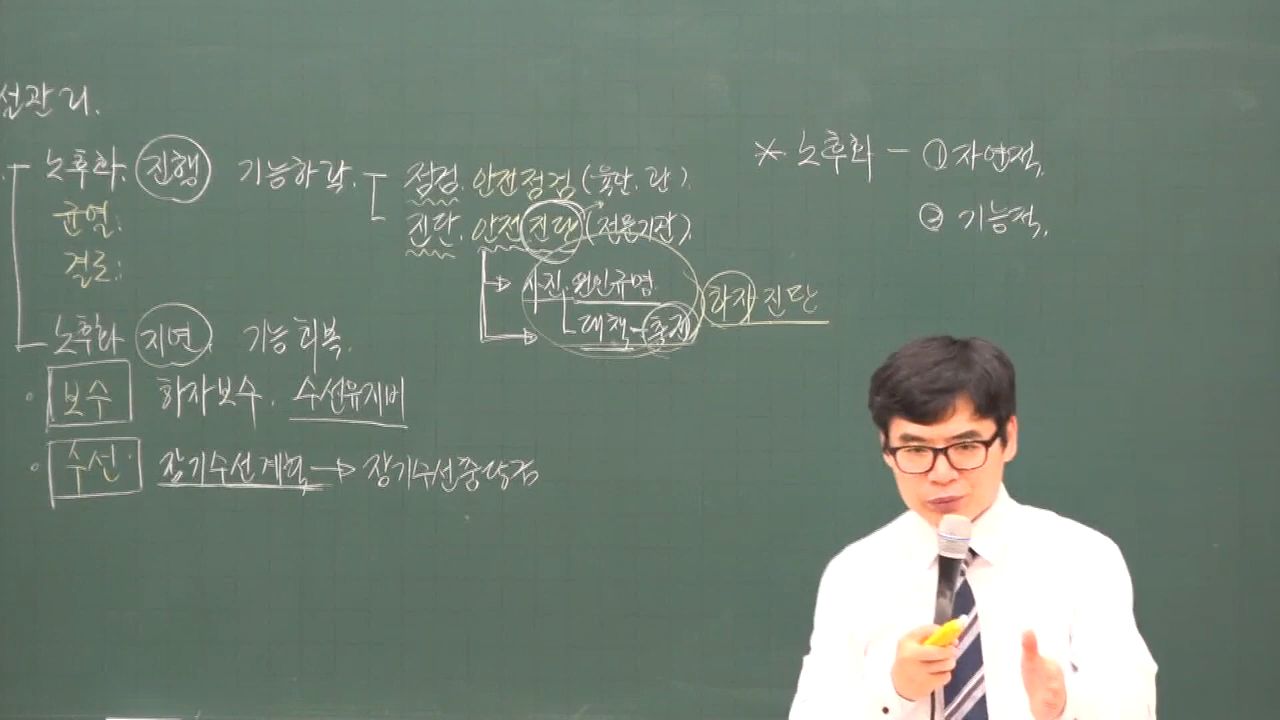 선관리.
노후화. 진행 기능하락. 점검. 안전점검 (육안. 관).
균열:
결로:
진단. 안전진단 (전문기관).
사진. 원인규명
대책 - 출제
하자진단
노후화 지연. 기능회복.
· 보수 하자보수. 수선유지비
· 수선. 장기수선계획 → 장기수선충당금
* 노후화 - ① 자연적.
② 기능적.